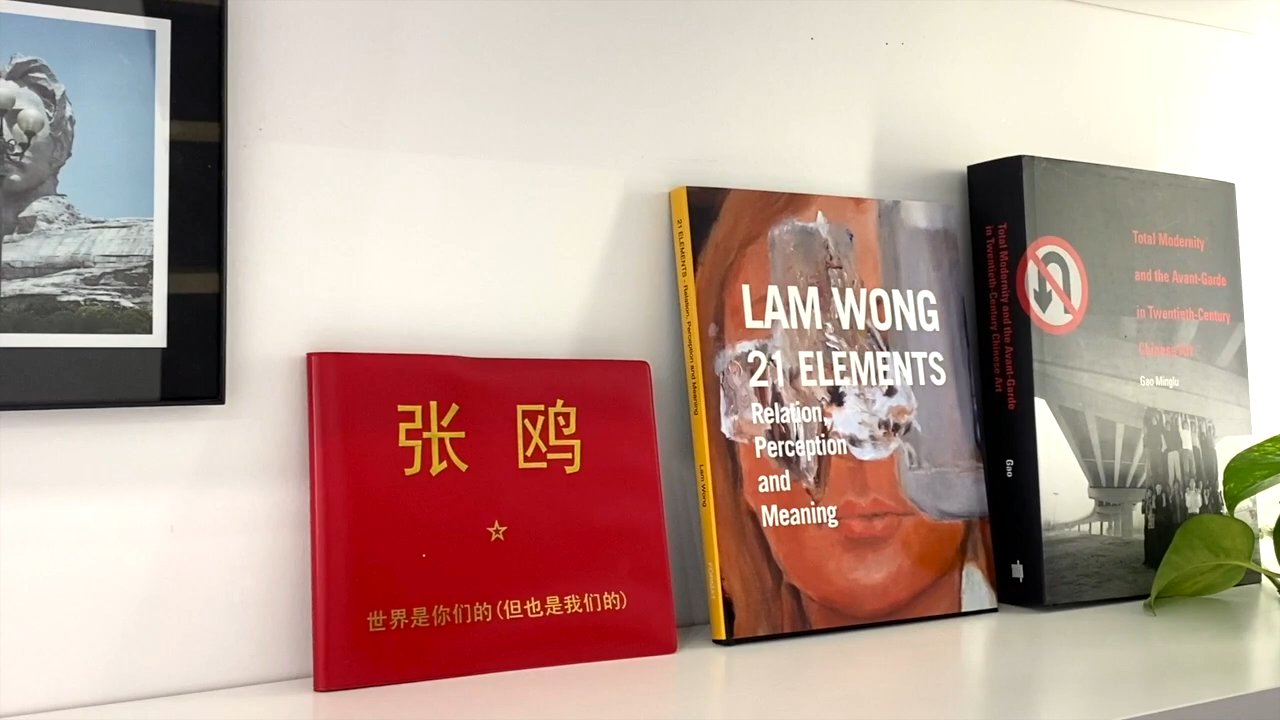 张 鸥
世界是你们的(但也是我们的)
21 ELEMENTS - Relation, Perception and Meaning
Lam Wong
LAM WONG
21 ELEMENTS
Relation,
Perception
and
Meaning
Total Modernity and the Avant-Garde
in Twentieth-Century Chinese Art
Gao
Total Modernity
and the Avant-Garde
in Twentieth-Century
Chinese Art
Gao Minglu